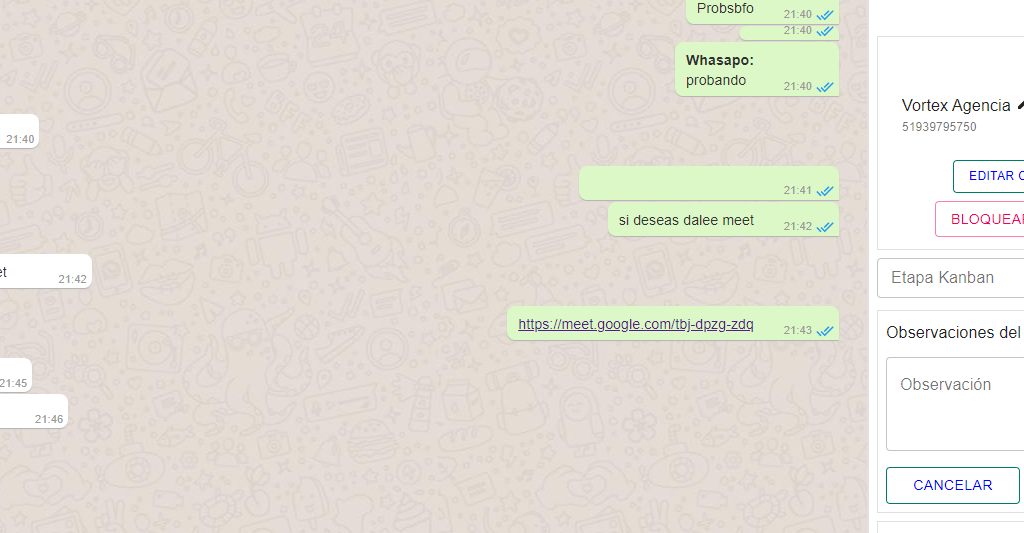 Probsbfo
21:40
21:40
Whasapo:
probando
21:40
21:40
21:41
si deseas dalee meet
21:42
et
21:42
https://meet.google.com/tbj-dpzg-zdq
21:43
21:45
21:46
Vortex Agencia
51939795750
EDITAR C
BLOQUEAR
Etapa Kanban
Observaciones del
Observación
CANCELAR